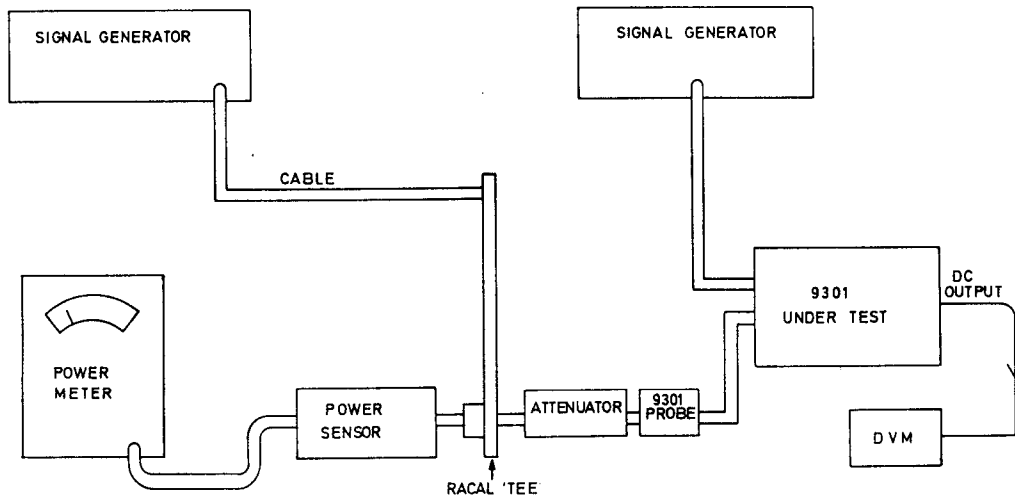 SIGNAL GENERATOR
SIGNAL GENERATOR
CABLE
9301
UNDER TEST
DC
OUTPUT
POWER
METER
POWER
SENSOR
ATTENUATOR
9301
PROBE
DVM
RACAL 'TEE'